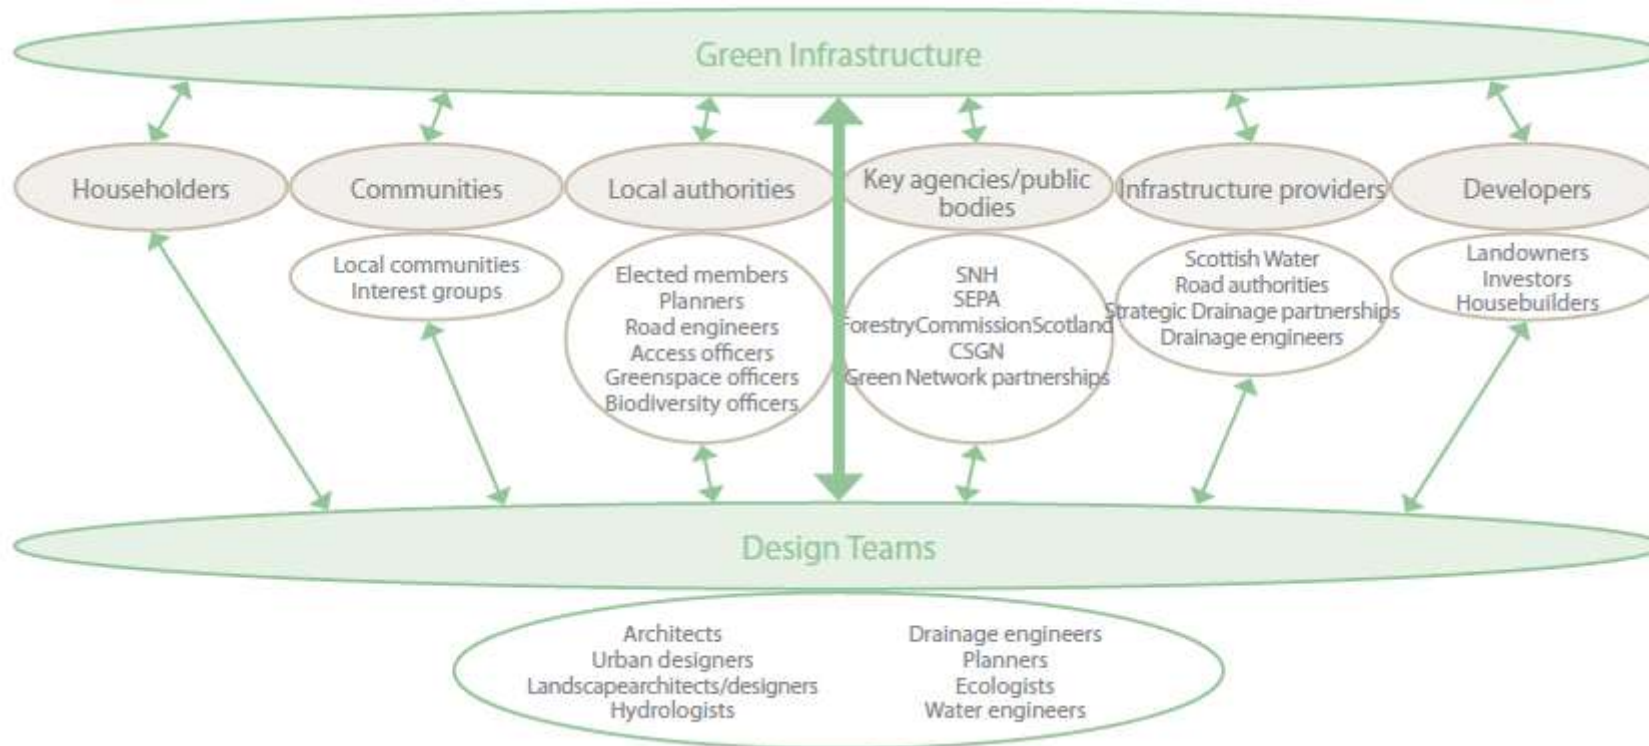 Green Infrastructure
Householders
Communities
Local communities
Interest groups
Local authorities
Elected members
Planners
Road engineers
Access officers
Greenspace officers
Biodiversity officers
Key agencies/public
bodies
SNH
SEPA
ForestryCommissionScotland
CSGN
Green Network partnerships
Infrastructure providers
Scottish Water
Road authorities
Strategic Drainage partnerships
Drainage engineers
Developers
Landowners
Investors
Housebuilders
Design Teams
Architects
Urban designers
Landscapearchitects/designers
Hydrologists
Drainage engineers
Planners
Ecologists
Water engineers